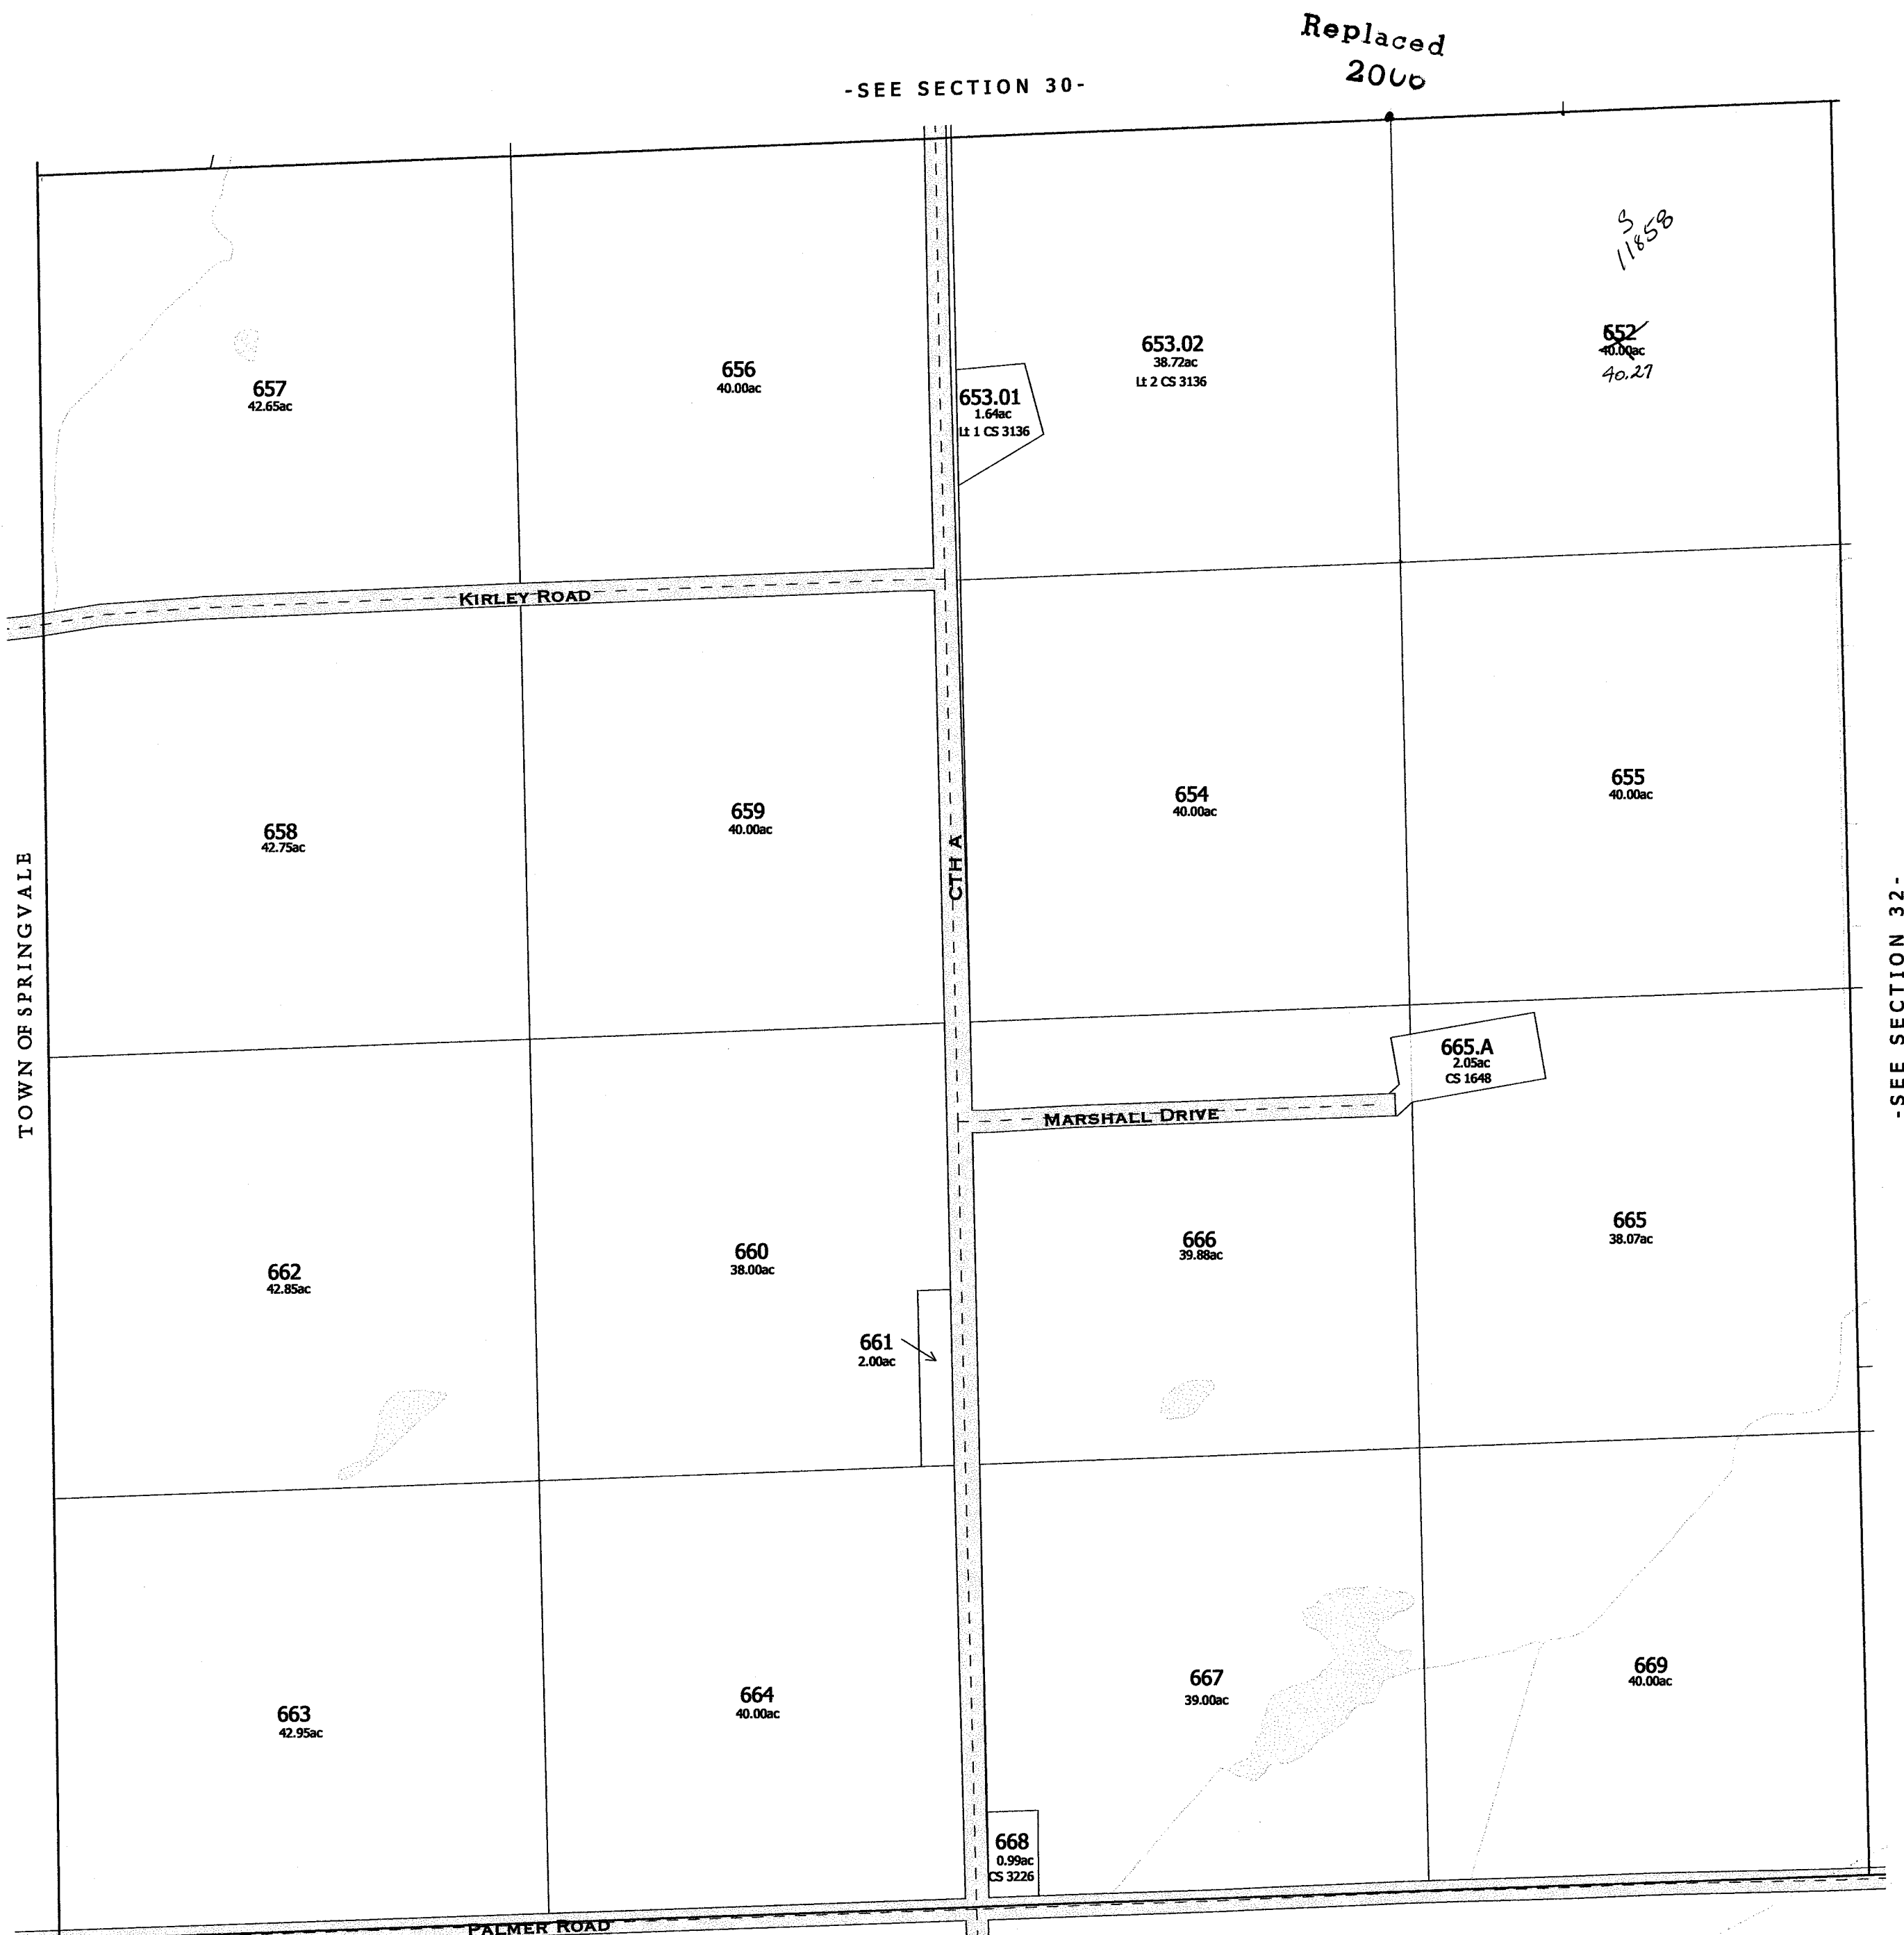 Replaced
2006
-SEE SECTION 30-
S
11858
652
40.00ac
40.27
653.02
38.72ac
Lt 2 CS 3136
653.01
1.64ac
Lt 1 CS 3136
656
40.00ac
657
42.65ac
KIRLEY ROAD
658
42.75ac
659
40.00ac
CTH A
654
40.00ac
655
40.00ac
TOWN OF SPRINGVALE
-SEE SECTION 32-
665.A
2.05ac
CS 1648
MARSHALL DRIVE
662
42.85ac
660
38.00ac
661
2.00ac
666
39.88ac
665
38.07ac
663
42.95ac
664
40.00ac
667
39.00ac
669
40.00ac
668
0.99ac
CS 3226
PALMER ROAD